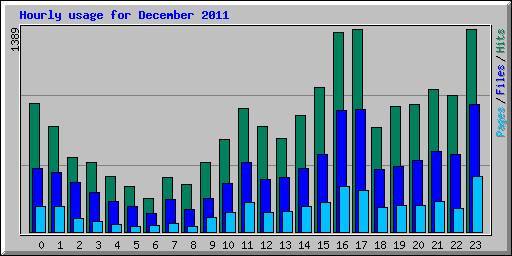 Hourly usage for December 2011
1389
Pages/Files/Hits
0 1 2 3 4 5 6 7 8 9 10 11 12 13 14 15 16 17 18 19 20 21 22 23